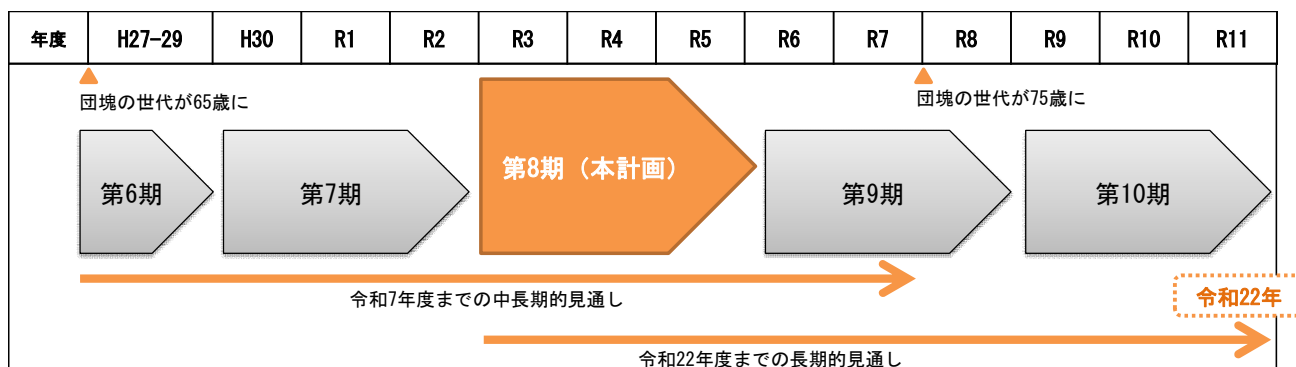 年度 H27-29 H30 R1 R2 R3 R4 R5 R6 R7 R8 R9 R10 R11
団塊の世代が65歳に
団塊の世代が75歳に
第6期
第7期
第8期（本計画）
第9期
第10期
令和7年度までの中長期的見通し
令和22年
令和22年度までの長期的見通し